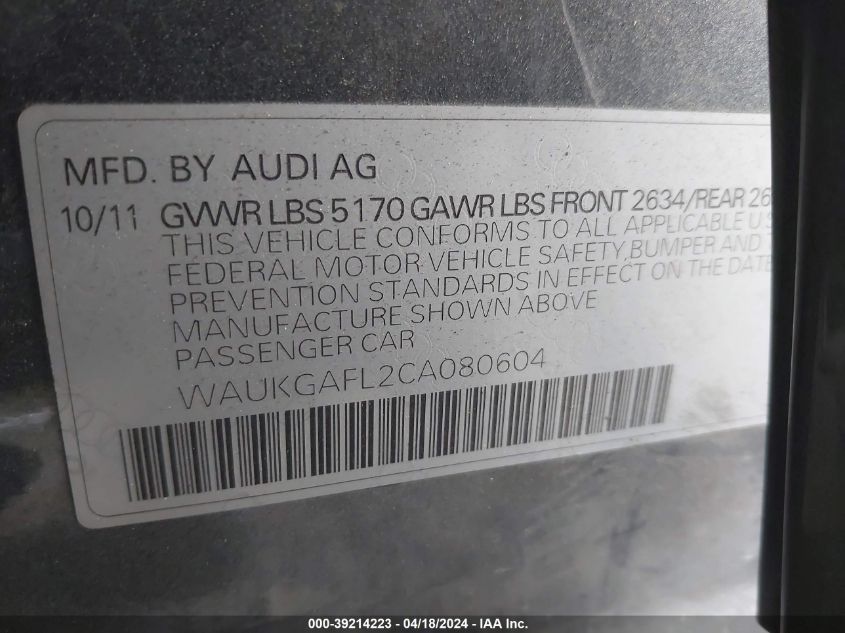 MFD. BY AUDI AG
10/11 GVWR LBS 5170 GAWR LBS FRONT 2634/REAR 26
THIS VEHICLE CONFORMS TO ALL APPLICABLE U.S
FEDERAL MOTOR VEHICLE SAFETY, BUMPER AND T
PREVENTION STANDARDS IN EFFECT ON THE DATE
MANUFACTURE SHOWN ABOVE
PASSENGER CAR
WAUKGAFL2CA080604
000-39214223 - 04/18/2024 - IAA Inc.